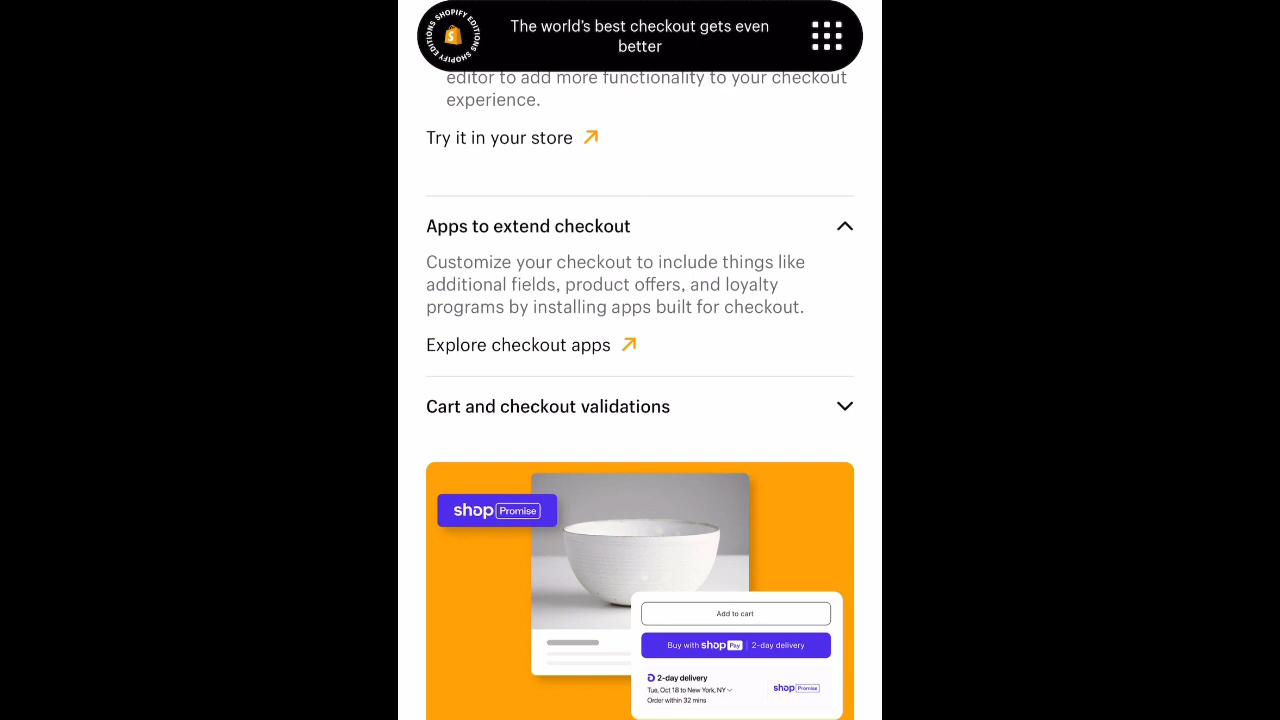 SHOPIFY EDITIONS SHOPIFY EDITIONS
The world's best checkout gets even
better
editor to add more functionality to your checkout
experience.
Try it in your store
Apps to extend checkout
Customize your checkout to include things like
additional fields, product offers, and loyalty
programs by installing apps built for checkout.
Explore checkout apps
Cart and checkout validations
shop Promise
Add to cart
Buy with shop Pay | 2-day delivery
2-day delivery
Tue, Oct 18 to New York, NY
Order within 32 mins
shop Promise